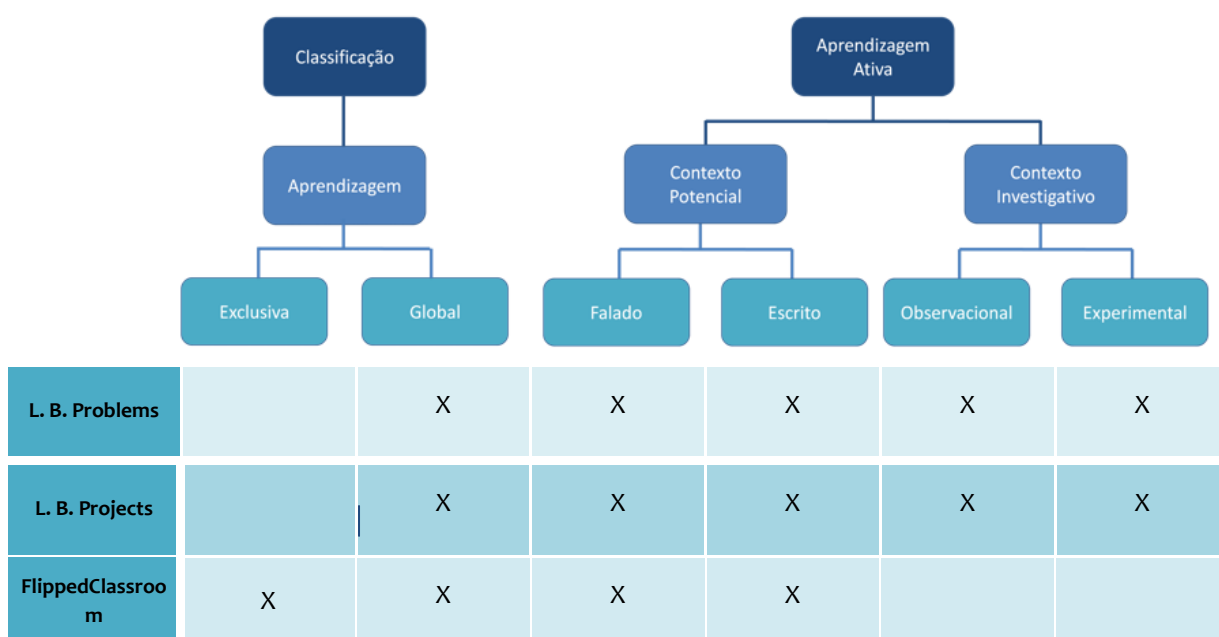 Classificação
Aprendizagem
Ativa
Aprendizagem
Contexto
Potencial
Contexto
Investigativo
Exclusiva
Global
Falado
Escrito
Observacional
Experimental
L. B. Problems
X
X
X
X
X
L. B. Projects
X
X
X
X
X
FlippedClassroo
m
X
X
X
X